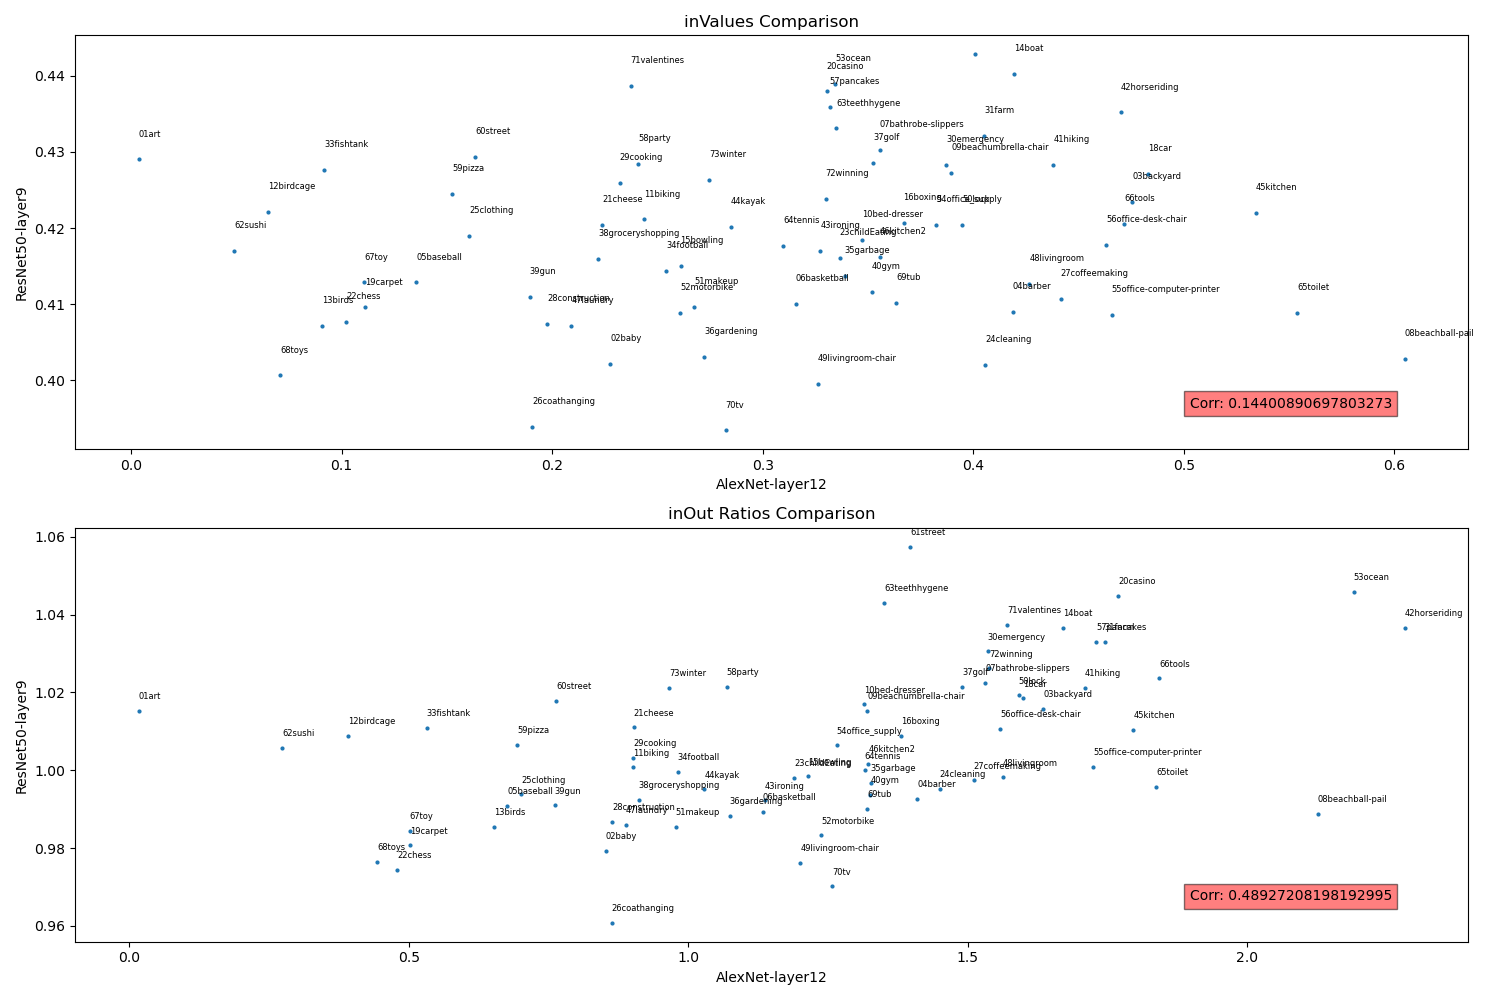 inValues Comparison
ResNet50-layer9
0.44
0.43
0.42
0.41
0.40
53ocean
14boat
71valentines
20casino
57pancakes
42horseriding
63teethhygene
31farm
01art
60street
07bathrobe-slippers
33fishtank
58party
37golf
30emergency
41hiking
09beachumbrella-chair
18car
73winter
29cooking
59pizza
72winning
03backyard
12birdcage
45kitchen
11biking
21cheese
44kayak
16boxing
54office_supply
50lock
66tools
25clothing
64tennis
10bed-dresser
56office-desk-chair
62sushi
43ironing
38groceryshopping
23childEating
46kitchen2
15bowling
34football
35garbage
67toy
05baseball
48livingroom
39gun
40gym
27coffeemaking
19carpet
51makeup
06basketball
69tub
52motorbike
04barber
55office-computer-printer
65toilet
22chess
13birds
28construction
47laundry
02baby
36gardening
24cleaning
08beachball-pail
68toys
49livingroom-chair
26coathanging
70tv
Corr: 0.14400890697803273
0.0 0.1 0.2 0.3 0.4 0.5 0.6
AlexNet-layer12
inOut Ratios Comparison
ResNet50-layer9
1.06
1.04
1.02
1.00
0.98
0.96
61street
53ocean
20casino
63teethhygene
71valentines
14boat
42horseriding
57pancakes
31farm
30emergency
72winning
66tools
73winter
58party
37golf
07bathrobe-slippers
41hiking
60street
10bed-dresser
50lock
18car
01art
09beachumbrella-chair
03backyard
33fishtank
21cheese
56office-desk-chair
12birdcage
16boxing
45kitchen
62sushi
59pizza
54office_supply
29cooking
46kitchen2
11biking
34football
64tennis
55office-computer-printer
23childEating
15bowling
35garbage
27coffeemaking
48livingroom
65toilet
44kayak
24cleaning
25clothing
40gym
38groceryshopping
43ironing
04barber
05baseball
39gun
06basketball
69tub
08beachball-pail
36gardening
13birds
28construction
47laundry
51makeup
67toy
52motorbike
19carpet
02baby
68toys
22chess
49livingroom-chair
70tv
26coathanging
Corr: 0.48927208198192995
0.0 0.5 1.0 1.5 2.0
AlexNet-layer12